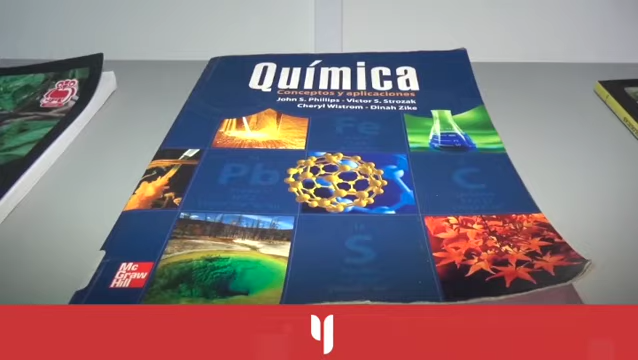 Química
Conceptos y aplicaciones
John S. Phillips · Victor S. Strozak
Cheryl Wistrom · Dinah Zike
Fe
Pb
C
S
Mc
Graw
Hill